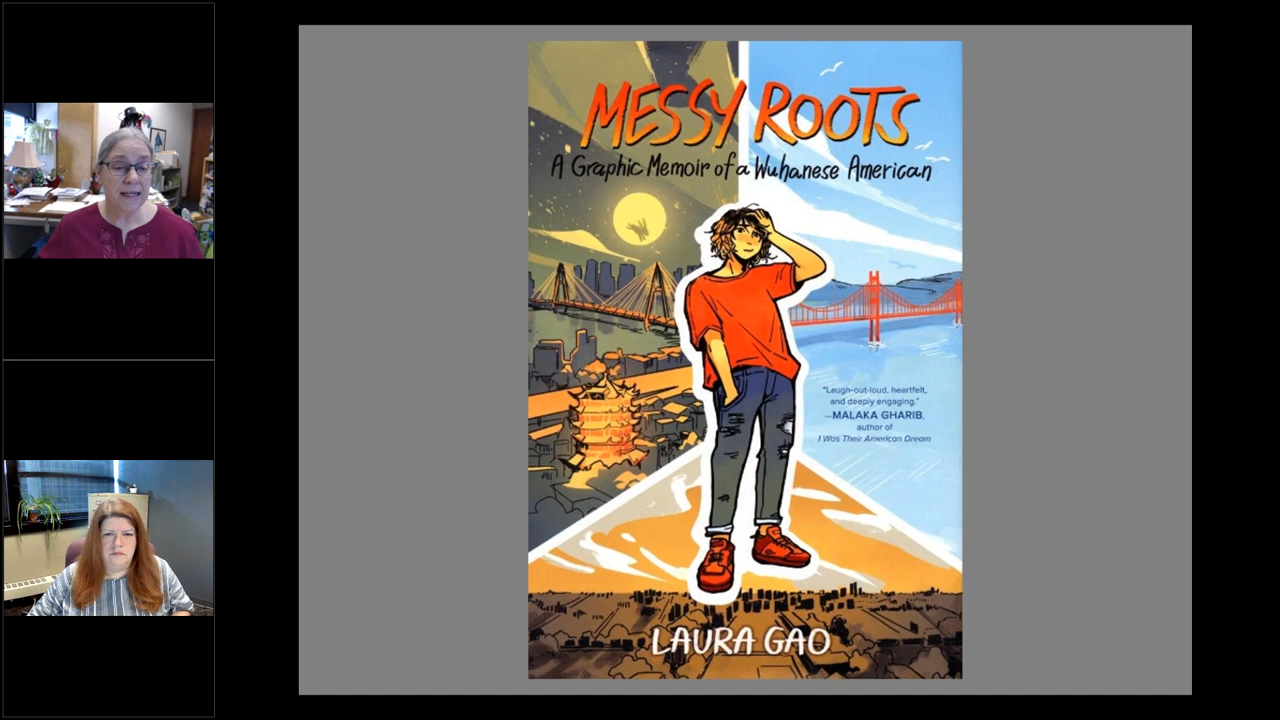 MESSY ROOTS
A Graphic Memoir of a Wuhanese American
"Laugh-out-loud, heartfelt,
and deeply engaging."
—MALAKA GHARIB,
author of
I Was Their American Dream
LAURA GAO